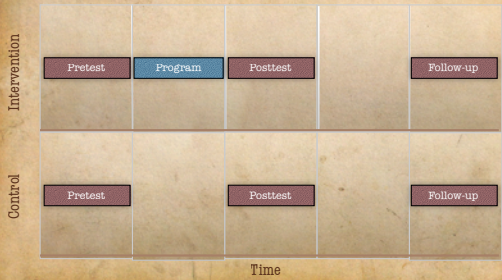 Intervention
Pretest
Program
Posttest
Follow-up
Control
Pretest
Posttest
Follow-up
Time